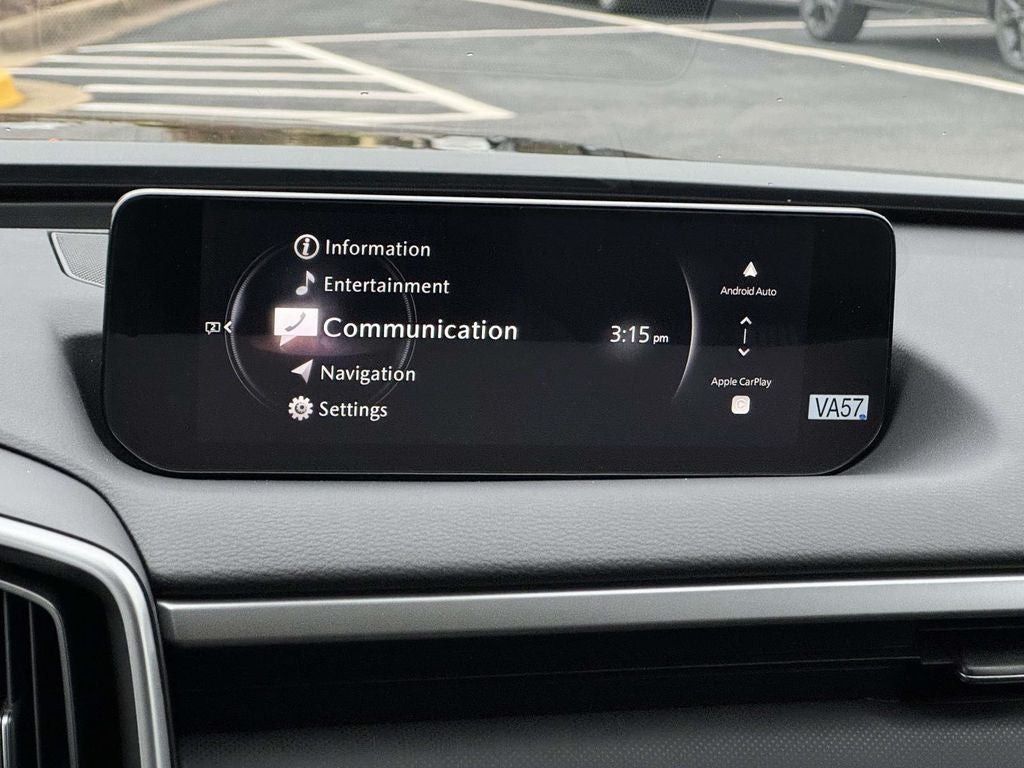 Information
Entertainment
Communication
Navigation
Settings
3:15 pm
Android Auto
Apple CarPlay
VA57